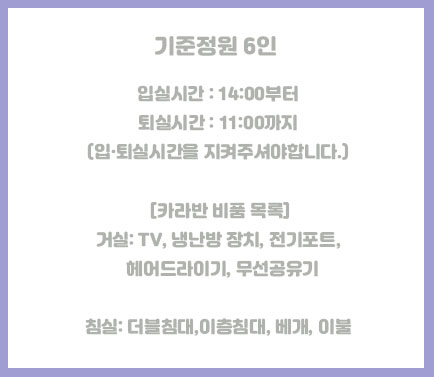 기준정원 6인
입실시간 : 14:00부터
퇴실시간 : 11:00까지
(입·퇴실시간을 지켜주셔야합니다.)
[카라반 비품 목록]
거실: TV, 냉난방 장치, 전기포트,
헤어드라이기, 무선공유기
침실: 더블침대,이층침대, 베개, 이불